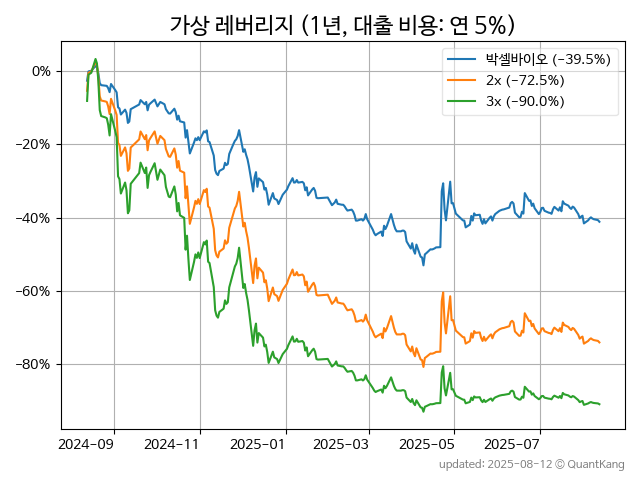 가상 레버리지 (1년, 대출 비용: 연 5%)
박셀바이오 (−39.5%)
2x (−72.5%)
3x (−90.0%)
0%
−20%
−40%
−60%
−80%
2024-09 2024-11 2025-01 2025-03 2025-05 2025-07
updated: 2025-08-12 © QuantKang